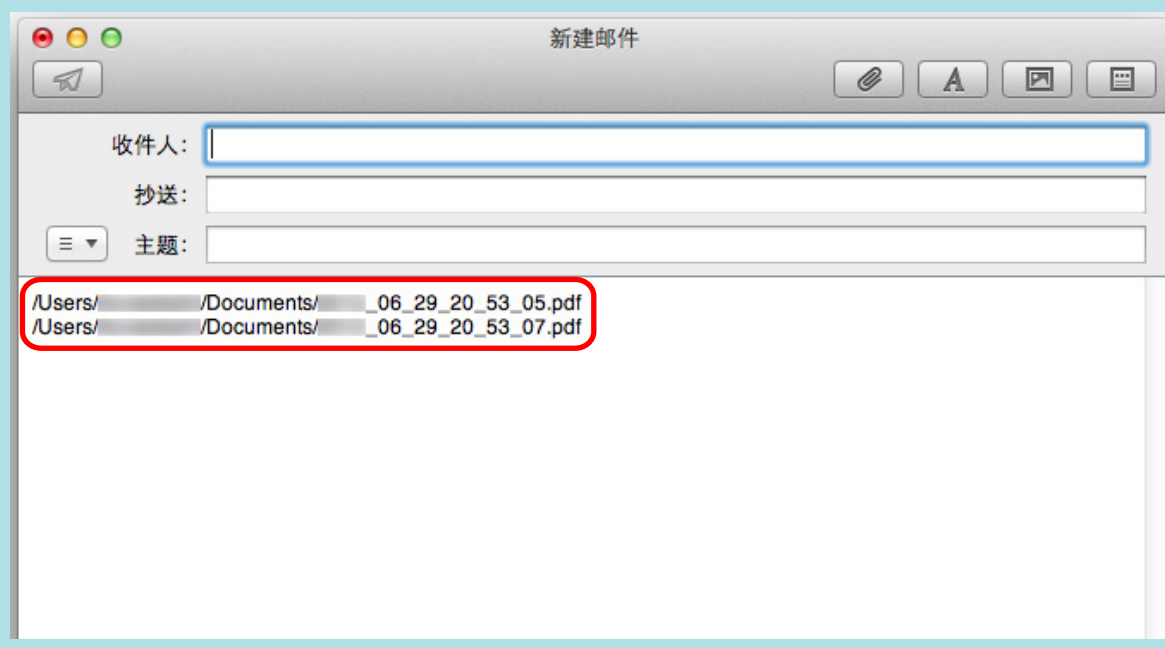 新建邮件
收件人:
抄送:
主题:
/Users/ /Documents/ _06_29_20_53_05.pdf
/Users/ /Documents/ _06_29_20_53_07.pdf